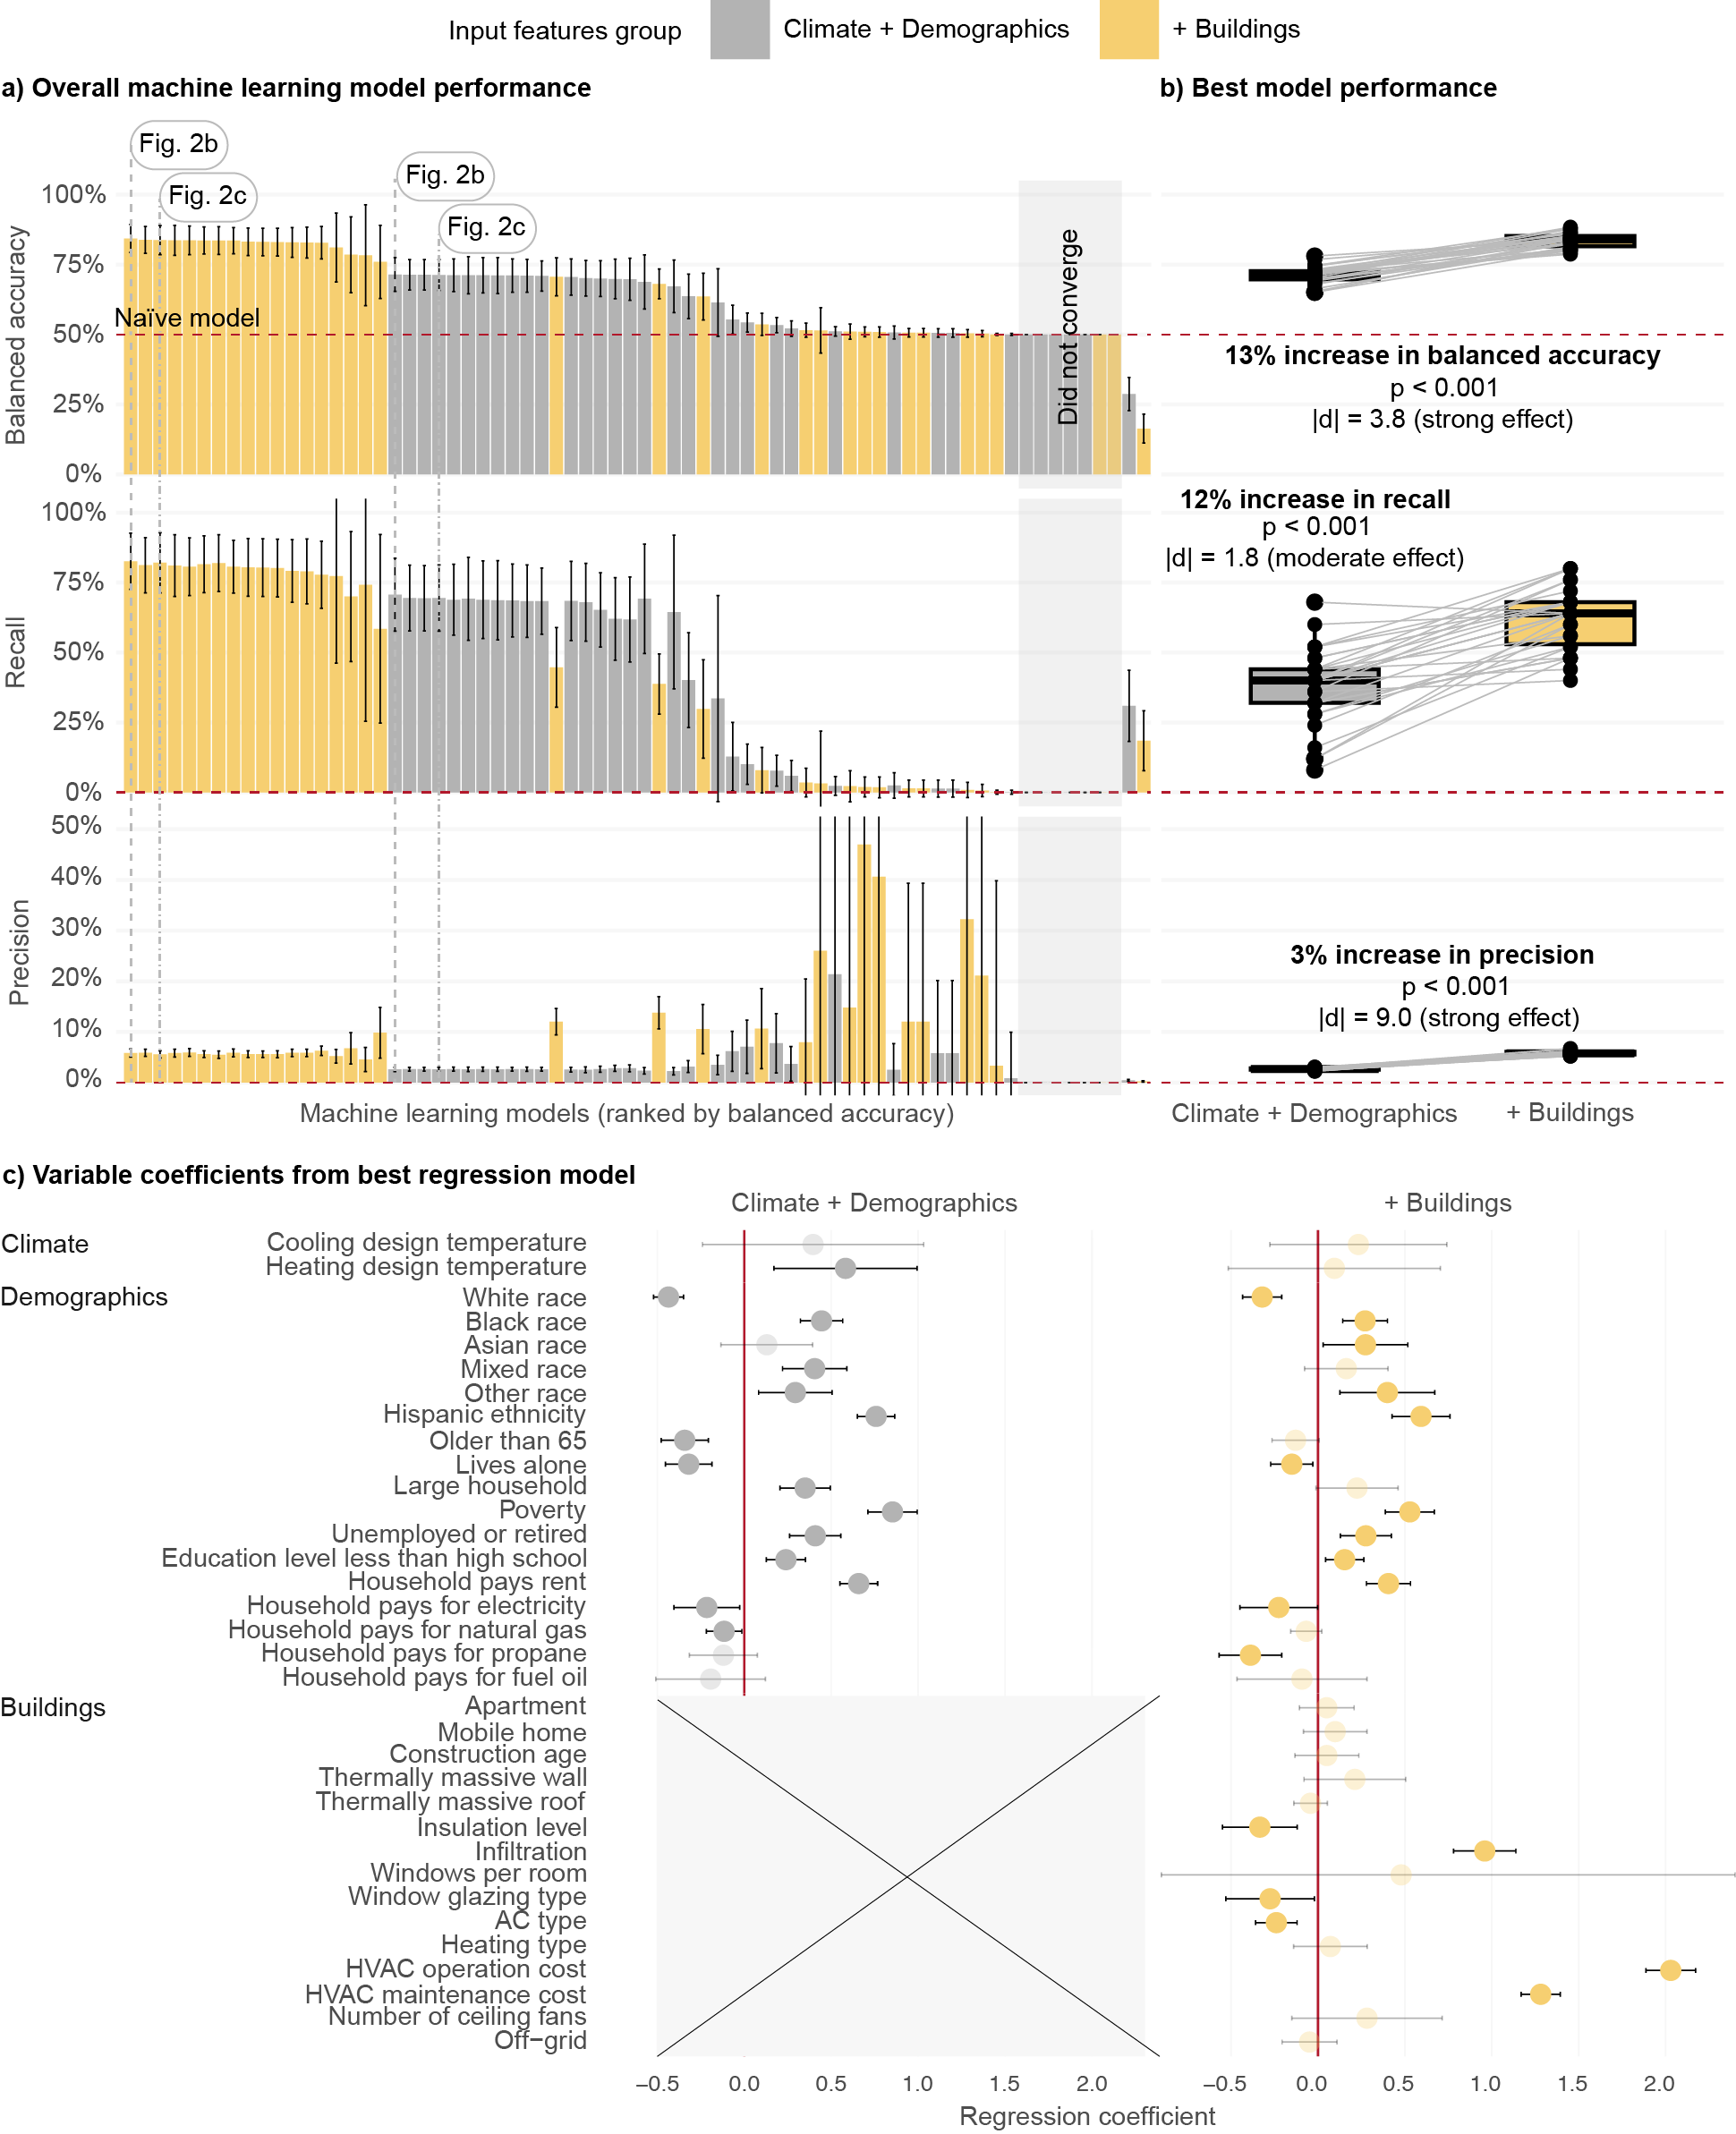 Input features group
Climate + Demographics
+ Buildings
a) Overall machine learning model performance
b) Best model performance
Fig. 2b
Fig. 2c
Fig. 2b
Fig. 2c
Balanced accuracy
100%
75%
50%
25%
0%
Naïve model
Did not converge
13% increase in balanced accuracy
p < 0.001
|d| = 3.8 (strong effect)
Recall
100%
75%
50%
25%
0%
12% increase in recall
p < 0.001
|d| = 1.8 (moderate effect)
Precision
50%
40%
30%
20%
10%
0%
3% increase in precision
p < 0.001
|d| = 9.0 (strong effect)
Machine learning models (ranked by balanced accuracy)
Climate + Demographics
+ Buildings
c) Variable coefficients from best regression model
Climate + Demographics
+ Buildings
Climate
Cooling design temperature
Heating design temperature
Demographics
White race
Black race
Asian race
Mixed race
Other race
Hispanic ethnicity
Older than 65
Lives alone
Large household
Poverty
Unemployed or retired
Education level less than high school
Household pays rent
Household pays for electricity
Household pays for natural gas
Household pays for propane
Household pays for fuel oil
Buildings
Apartment
Mobile home
Construction age
Thermally massive wall
Thermally massive roof
Insulation level
Infiltration
Windows per room
Window glazing type
AC type
Heating type
HVAC operation cost
HVAC maintenance cost
Number of ceiling fans
Off−grid
−0.5 0.0 0.5 1.0 1.5 2.0
−0.5 0.0 0.5 1.0 1.5 2.0
Regression coefficient